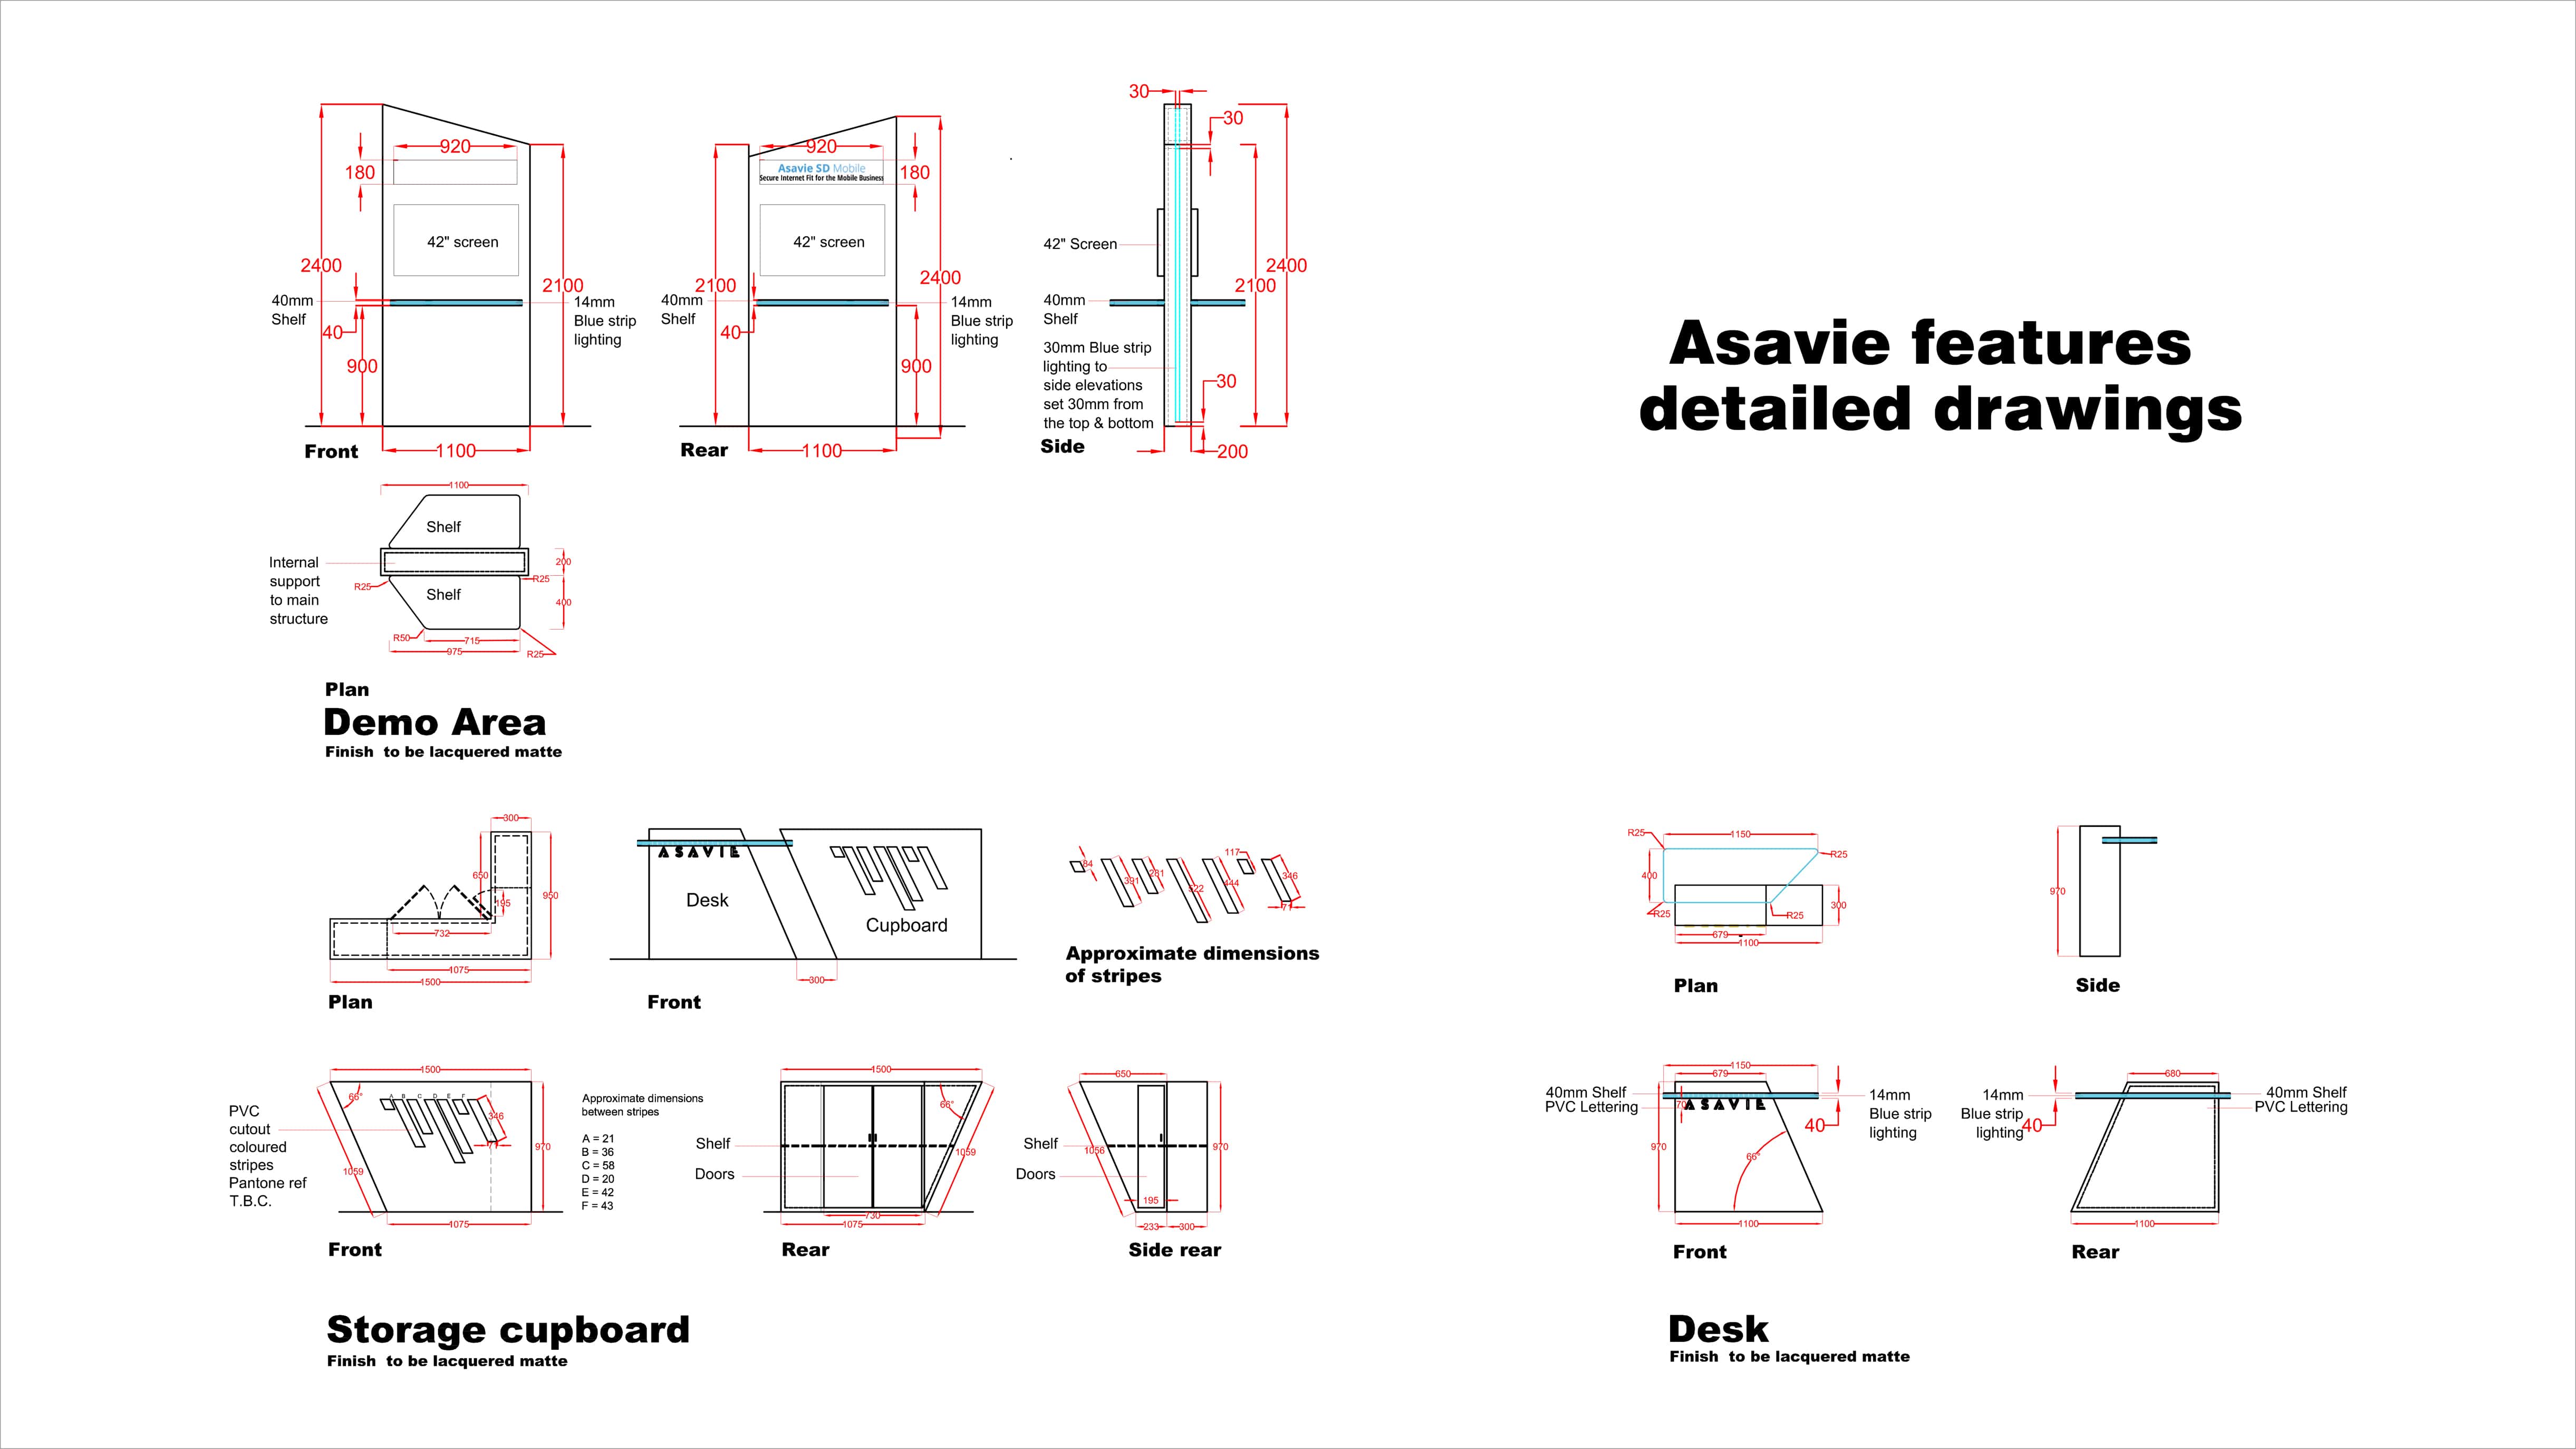 30
30
920
180
42" screen
2400
2100
40mm
Shelf
40
900
14mm
Blue strip
lighting
Front
1100
920
Asavie SD Mobile
Secure Internet Fit for the Mobile Business
180
42" screen
2100
2400
40mm
Shelf
40
900
14mm
Blue strip
lighting
Rear
1100
42" Screen
40mm
Shelf
30mm Blue strip
lighting to
side elevations
set 30mm from
the top & bottom
Side
2400
2100
30
200
Asavie features
detailed drawings
1100
Shelf
Internal
support
to main
structure
200
R25
R25
Shelf
400
R50
715
975
R25
Plan
Demo Area
Finish to be lacquered matte
300
650
950
195
732
1075
1500
Plan
ASAVIE
Desk
Cupboard
300
Front
84
391
281
522
444
117
346
71
Approximate dimensions
of stripes
R25
1150
R25
400
300
R25
R25
679
1100
Plan
970
Side
1500
66°
A B C D E F
346
71
PVC
cutout
coloured
stripes
Pantone ref
T.B.C.
1059
970
1075
Front
Approximate dimensions
between stripes
A = 21
B = 36
C = 58
D = 20
E = 42
F = 43
1500
66°
Shelf
Doors
1059
730
1075
Rear
650
Shelf
Doors
1056
970
195
233
300
Side rear
Storage cupboard
Finish to be lacquered matte
1150
679
40mm Shelf
PVC Lettering
70
ASAVIE
14mm
Blue strip
lighting
40
970
66°
1100
Front
680
14mm
Blue strip
lighting
40
40mm Shelf
PVC Lettering
1100
Rear
Desk
Finish to be lacquered matte